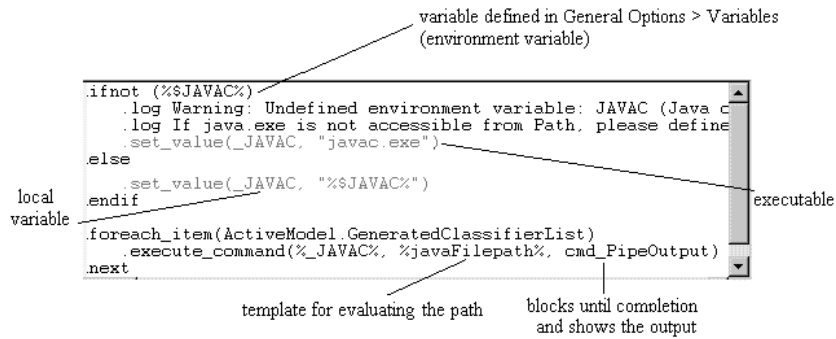 variable defined in General Options > Variables
(environment variable)
.ifnot (%$JAVAC%)
.log Warning: Undefined environment variable: JAVAC (Java c
.log If java.exe is not accessible from Path, please define
.set_value(_JAVAC, "javac.exe")
.else
.set_value(_JAVAC, "%$JAVAC%")
.endif
local
variable
executable
.foreach_item(ActiveModel.GeneratedClassifierList)
.execute_command(%_JAVAC%, %javaFilepath%, cmd_PipeOutput)
.next
template for evaluating the path
blocks until completion
and shows the output